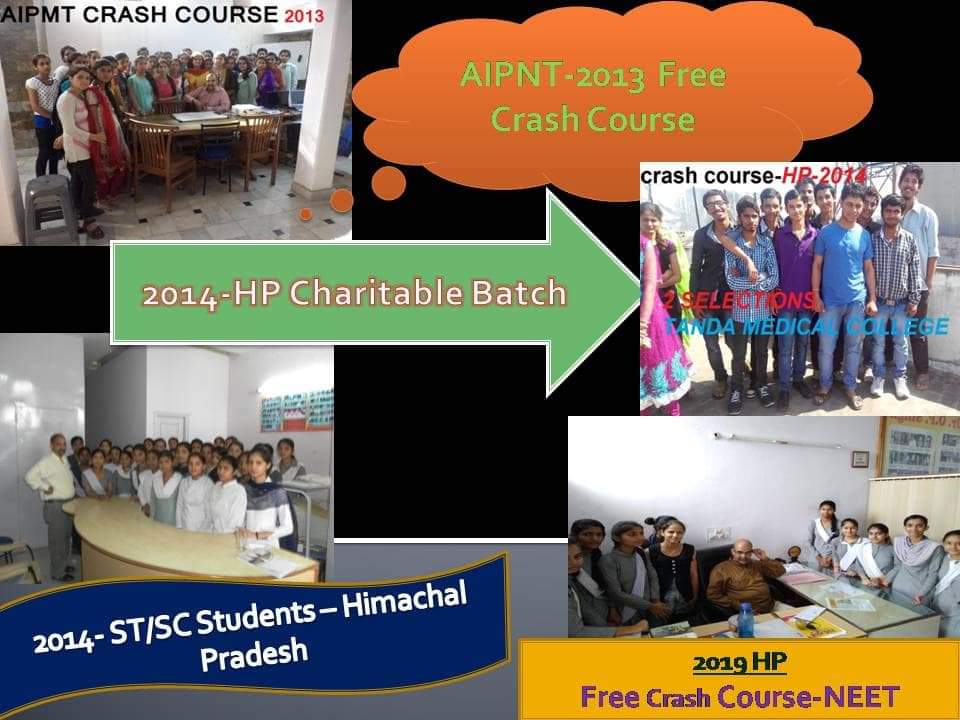 AIPMT CRASH COURSE 2013
AIPNT-2013 Free
Crash Course
crash course-HP-2014
2 SELECTIONS
TANDA MEDICAL COLLEGE
2014-HP Charitable Batch
2014- ST/SC Students – Himachal
Pradesh
2019 HP
Free Crash Course-NEET